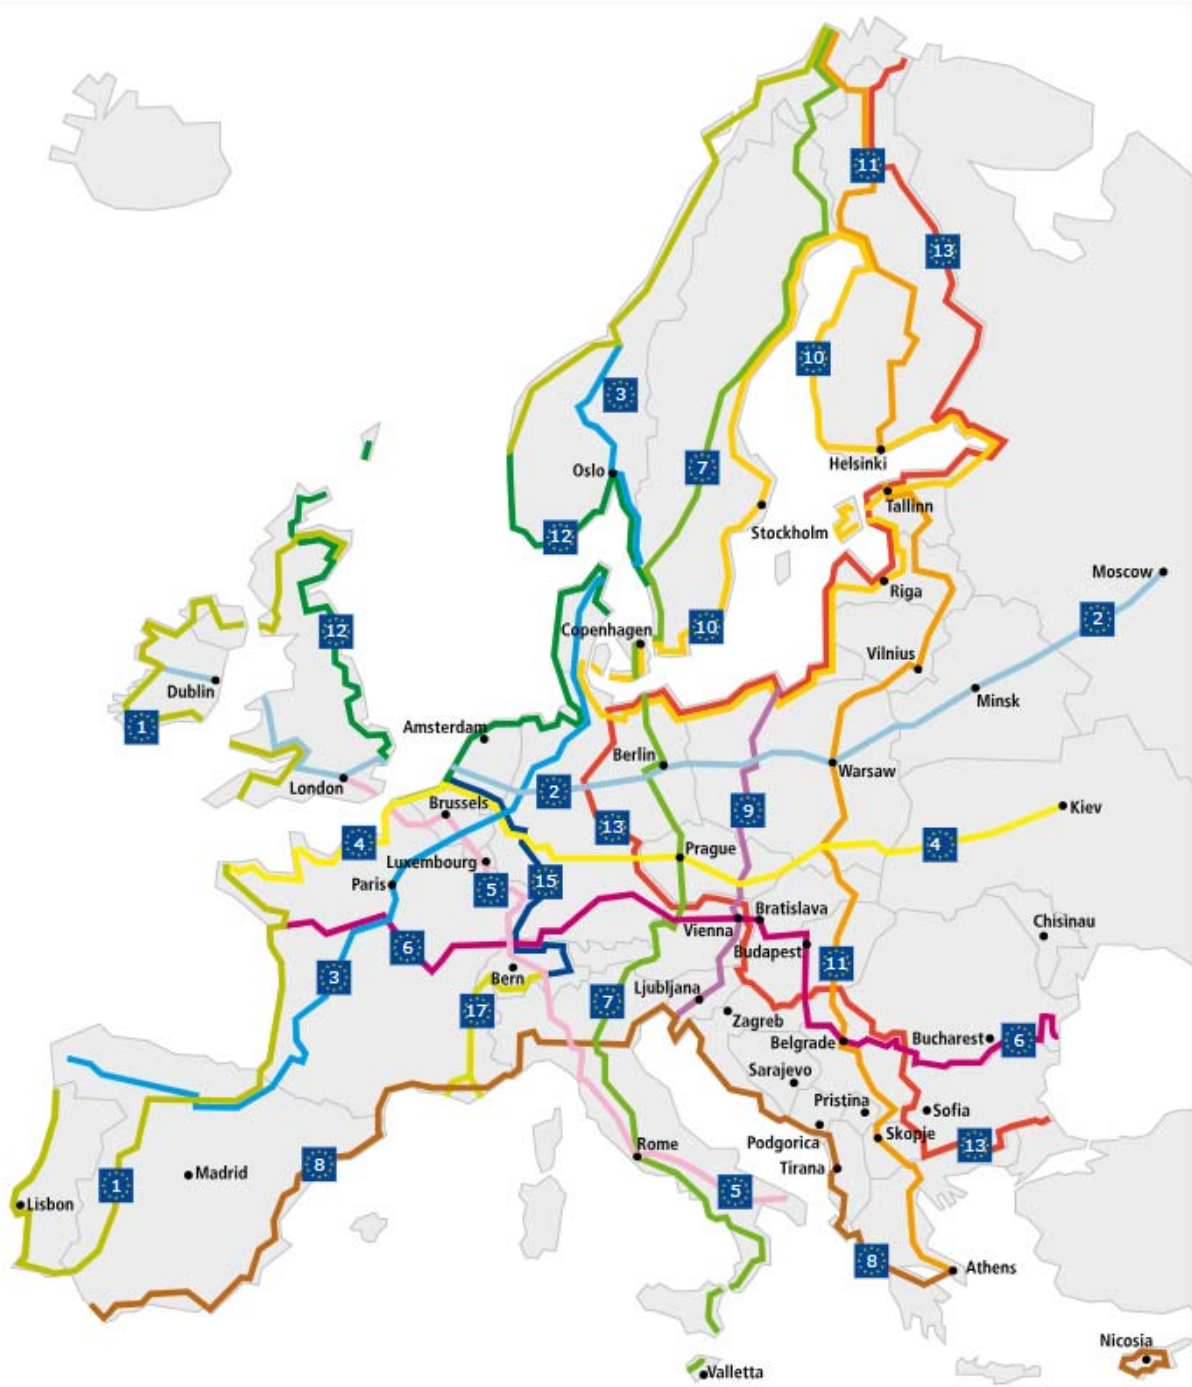 11
13
10
3
7
Oslo
Helsinki
Tallinn
Stockholm
12
Moscow
Riga
2
10
Copenhagen
12
Vilnius
Dublin
Minsk
1
Amsterdam
Berlin
Warsaw
London
2
Brussels
Kiev
9
13
4
4
Prague
Luxembourg
Paris
5
15
Bratislava
Chisinau
Vienna
6
Budapest
11
Bern
3
Ljubljana
7
17
Zagreb
Belgrade
Bucharest
6
Sarajevo
Pristina
Sofia
Skopje
Podgorica
13
Rome
Tirana
8
Madrid
1
5
Lisbon
8
Athens
Nicosia
Valletta